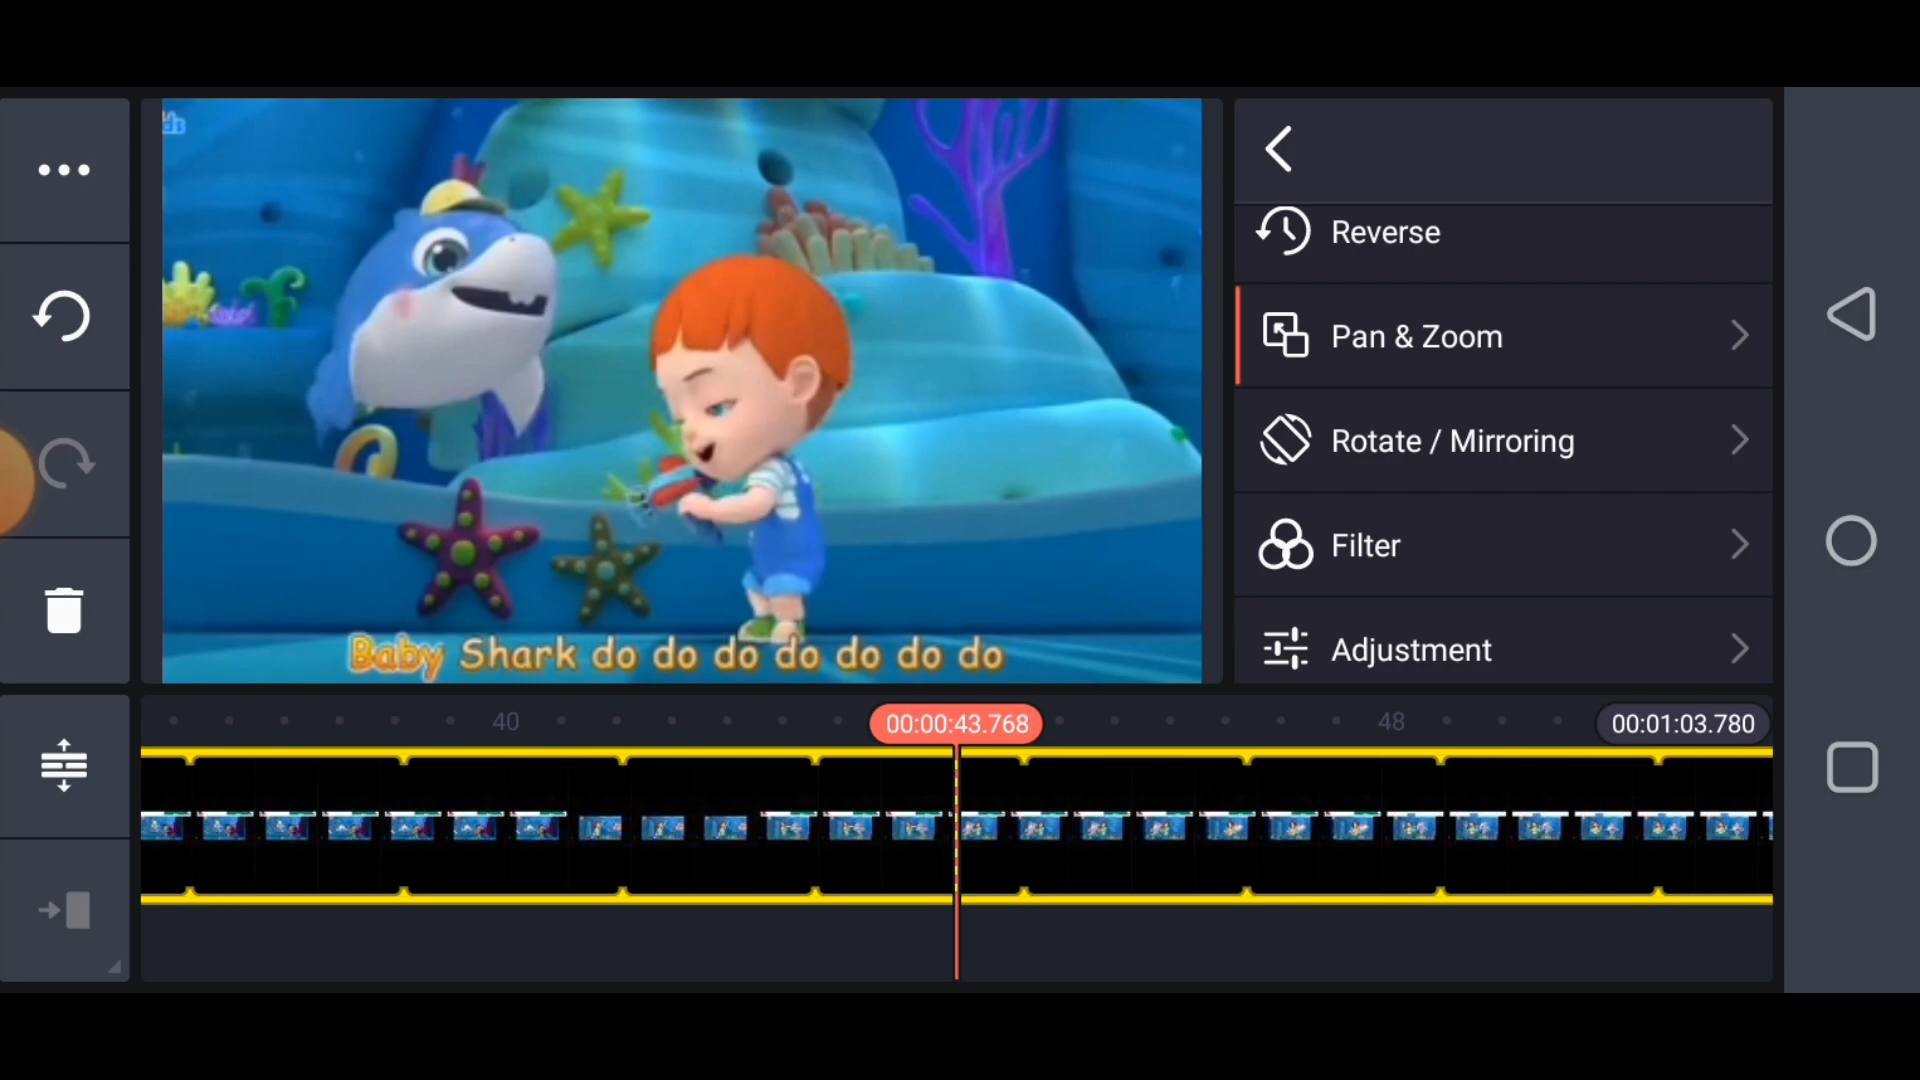 Reverse
Pan & Zoom
Rotate / Mirroring
Filter
Adjustment
Baby Shark do do do do do do do
40
00:00:43.768
48
00:01:03.780